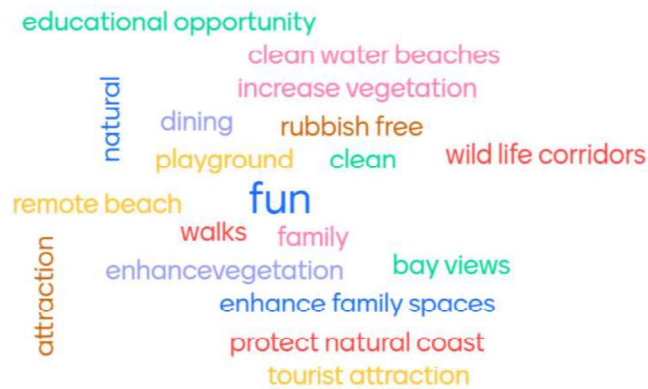 educational opportunity
clean water beaches
increase vegetation
natural
dining
rubbish free
playground
clean
wild life corridors
remote beach
fun
walks
family
attraction
enhancevegetation
bay views
enhance family spaces
protect natural coast
tourist attraction